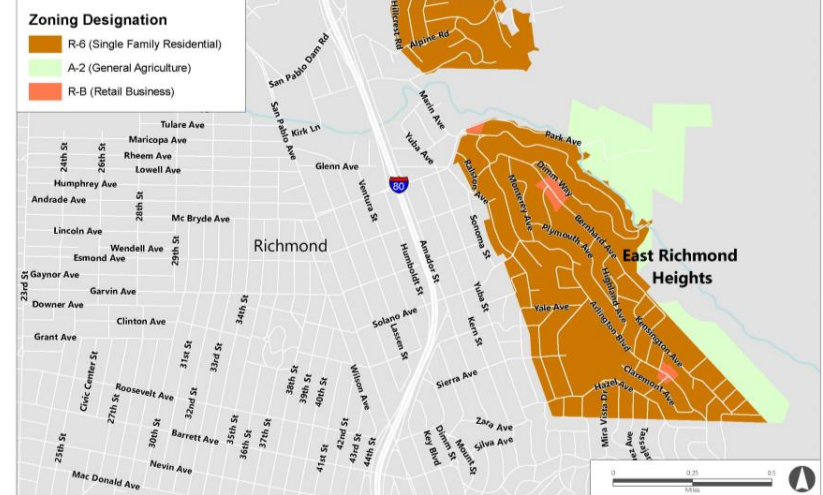 Zoning Designation
R-6 (Single Family Residential)
A-2 (General Agriculture)
R-B (Retail Business)
Hillcrest Rd
Alpine Rd
San Pablo Dam Rd
Marin Ave
Tulare Ave
San Pablo Ave
Kirk Ln
Maricopa Ave
Park Ave
24th St
26th St
Rheem Ave
Yuba Ave
Lowell Ave
Glenn Ave
80
Ralston Ave
Dimm Way
Humphrey Ave
Ventura St
Monterey Ave
Andrade Ave
28th St
Mc Bryde Ave
Lincoln Ave
Sonoma St
Plymouth Ave
Bernhard Ave
Richmond
29th St
Wendell Ave
Esmond Ave
Humboldt St
Amador St
East Richmond
Heights
23rd St
Gaynor Ave
Garvin Ave
Highland Ave
Downer Ave
Yuba St
Yale Ave
34th St
Clinton Ave
Solano Ave
Kern St
Arlington Blvd
Kensington Ave
Grant Ave
Lassen St
31st St
33rd St
Civic Center St
Roosevelt Ave
38th St
39th St
40th St
Wilson Ave
Sierra Ave
Claremont Ave
Hazel Ave
27th St
32nd St
Mira Vista Dr
Zara Ave
25th St
30th St
Barrett Ave
35th St
36th St
37th St
42nd St
43rd St
44th St
41st St
Key Blvd
Dimm St
Mount St
Silva Ave
Nevin Ave
Mac Donald Ave
0
0.25
0.5
Miles